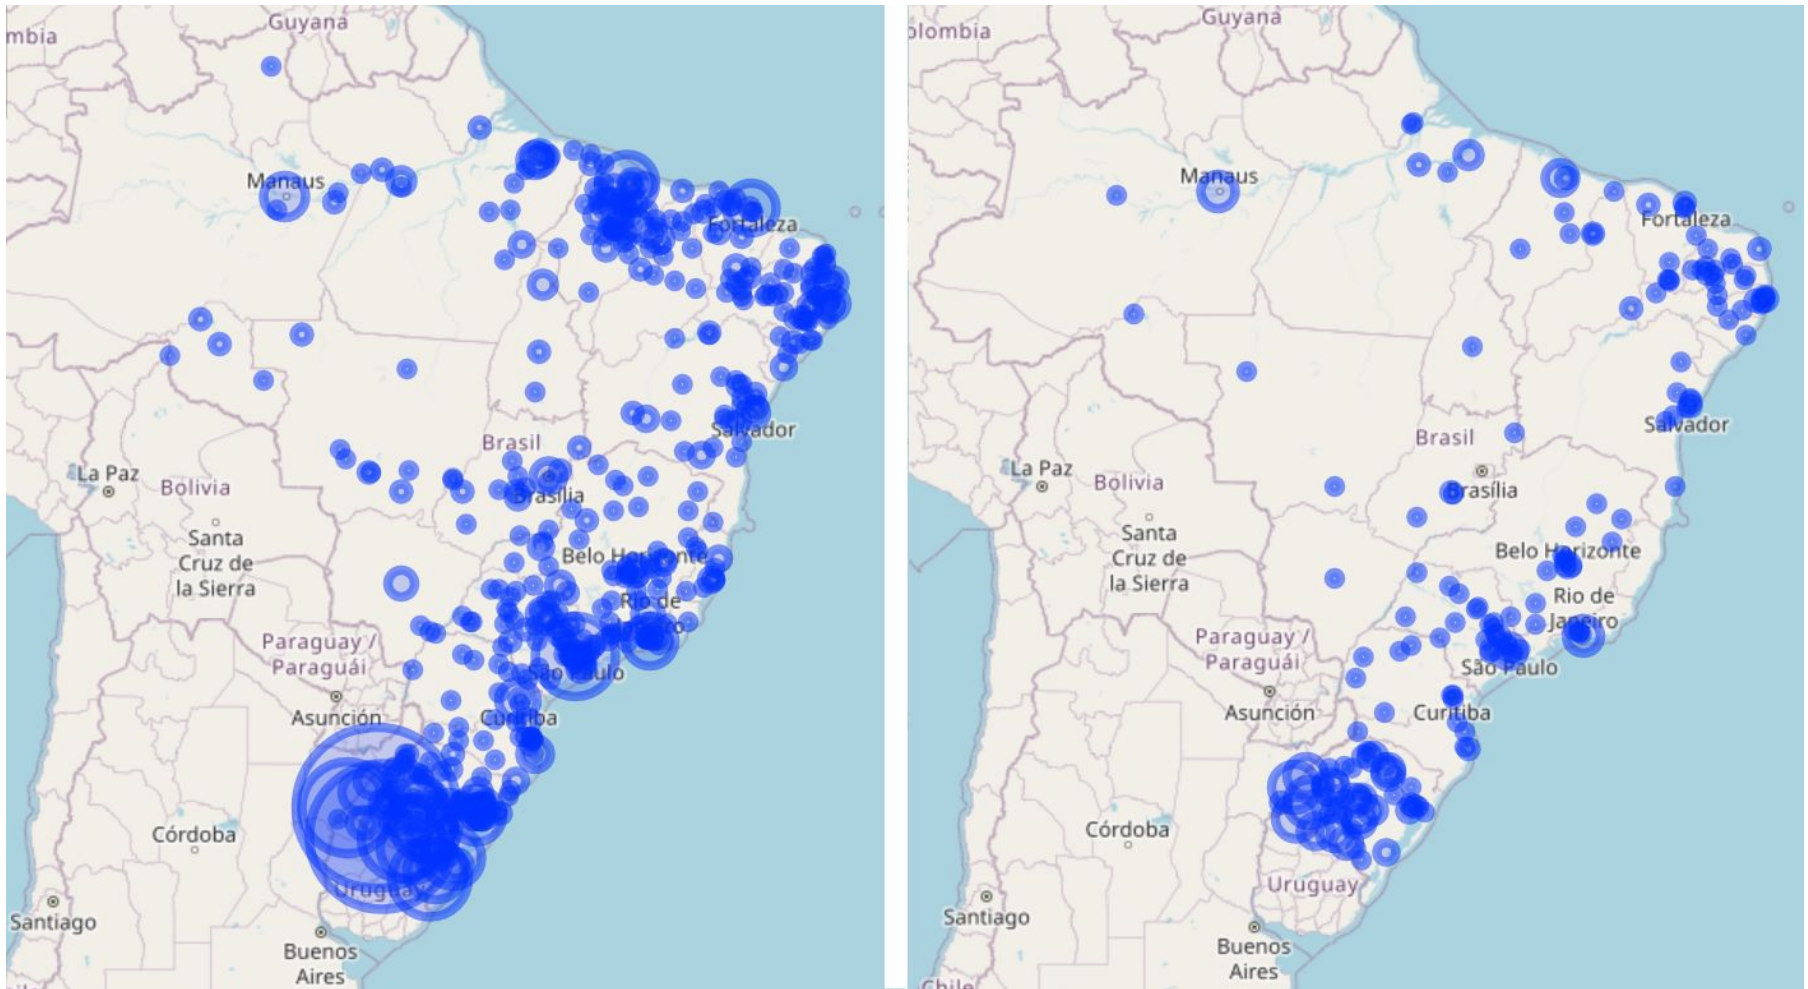 Guyana
mbia
Manaus
Fortaleza
Salvador
Brasil
La Paz
Bolivia
Brasília
Santa
Cruz de
la Sierra
Belo Horizonte
Rio de
Paraguay /
Paraguái
São Paulo
Asunción
Curitiba
Córdoba
Uruguay
Santiago
Buenos
Aires
Guyana
olombia
Manaus
Fortaleza
Salvador
Brasil
La Paz
Bolivia
Brasília
Santa
Cruz de
la Sierra
Belo Horizonte
Rio de
Janeiro
Paraguay /
Paraguái
São Paulo
Asunción
Curitiba
Córdoba
Uruguay
Santiago
Buenos
Aires
Chile